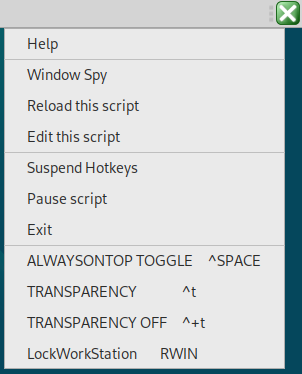 Help
Window Spy
Reload this script
Edit this script
Suspend Hotkeys
Pause script
Exit
ALWAYSONTOP TOGGLE ^SPACE
TRANSPARENCY ^t
TRANSPARENCY OFF ^+t
LockWorkStation RWIN